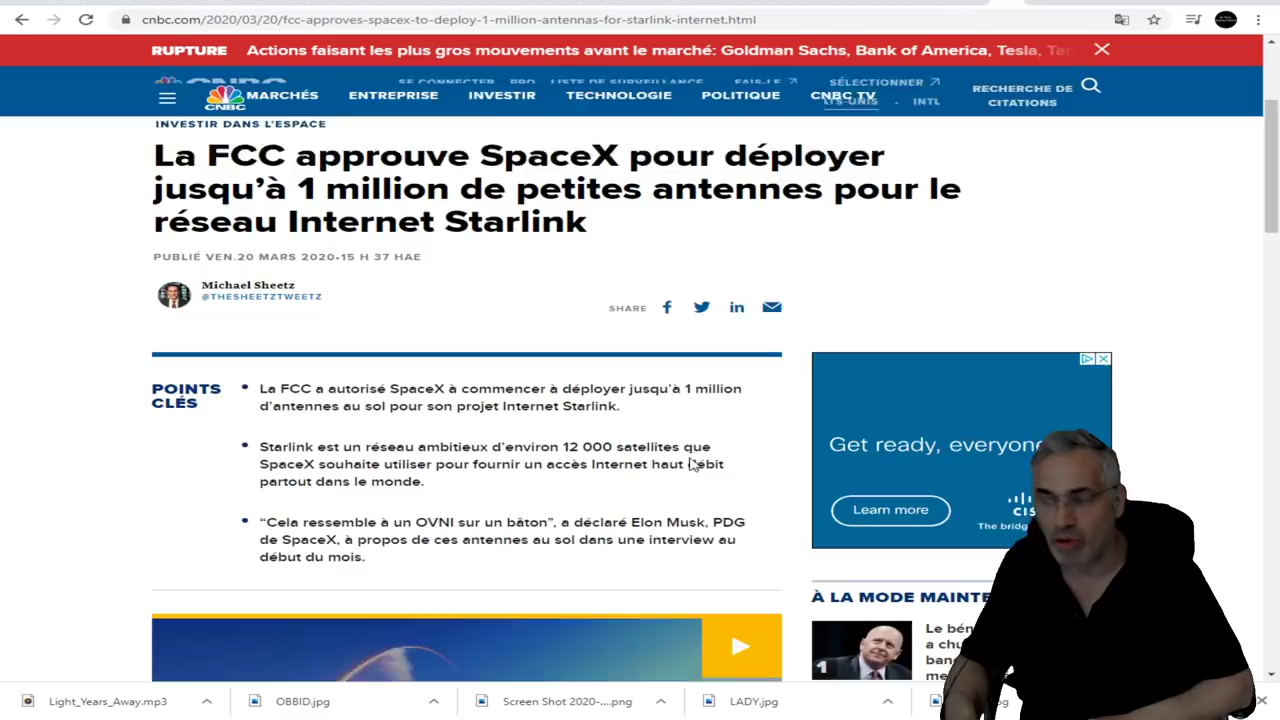 cnbc.com/2020/03/20/fcc-approves-spacex-to-deploy-1-million-antennas-for-starlink-internet.html
RUPTURE Actions faisant les plus gros mouvements avant le marché: Goldman Sachs, Bank of America, Tesla,
SE CONNECTER PRO LISTE DE SURVEILLANCE FAIS-LE SÉLECTIONNER
CNBC MARCHÉS ENTREPRISE INVESTIR TECHNOLOGIE POLITIQUE CNBC TV RECHERCHE DE CITATIONS
INTL
INVESTIR DANS L'ESPACE
La FCC approuve SpaceX pour déployer
jusqu'à 1 million de petites antennes pour le
réseau Internet Starlink
PUBLIÉ VEN.20 MARS 2020•15 H 37 HAE
Michael Sheetz
@THESHEETZTWEETZ
SHARE
POINTS
CLÉS
• La FCC a autorisé SpaceX à commencer à déployer jusqu'à 1 million
d'antennes au sol pour son projet Internet Starlink.
• Starlink est un réseau ambitieux d'environ 12 000 satellites que
SpaceX souhaite utiliser pour fournir un accès Internet haut débit
partout dans le monde.
• “Cela ressemble à un OVNI sur un bâton”, a déclaré Elon Musk, PDG
de SpaceX, à propos de ces antennes au sol dans une interview au
début du mois.
Get ready, everyone
Learn more
The bridge
À LA MODE
1
Le
a
Light_Years_Away.mp3
OBBID.jpg
Screen Shot 2020-....png
LADY.jpg